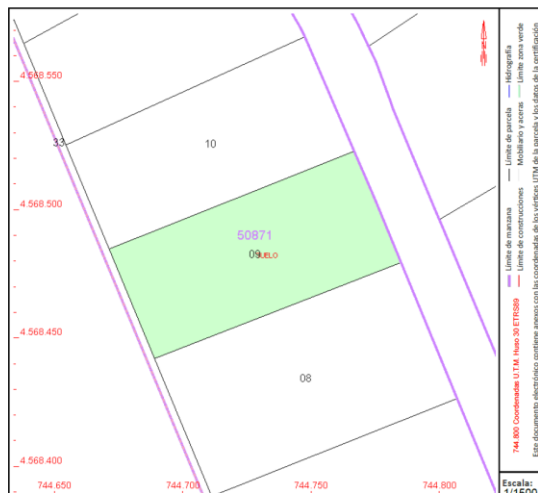 4.568.550
4.568.500
4.568.450
4.568.400
33
10
50871
09
SUELO
08
744.650
744.700
744.750
744.800
744.800 Coordenadas U.T.M. Huso 30 ETRS89
Límite de manzana
Límite de parcela
Hidrografía
Límite de construcciones
Mobiliario y aceras
Límite zona verde
Este documento electrónico contiene anexos con las coordenadas de los vértices UTM de la parcela y los datos de la certificación
Escala:
1/1500